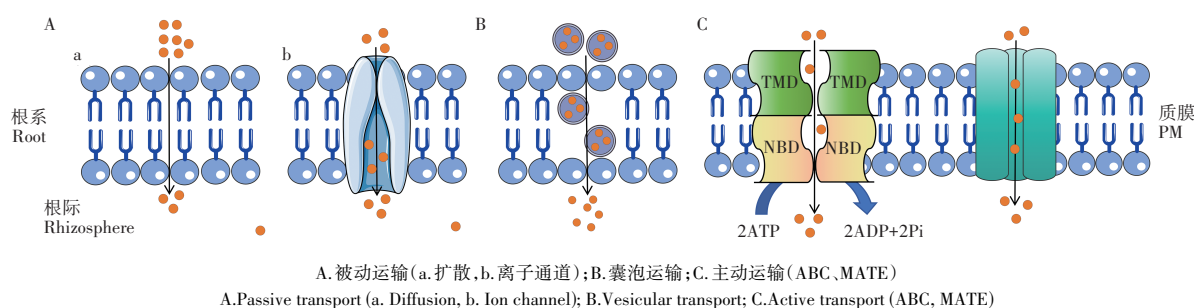 A
a
b
B
C
TMD
TMD
NBD
NBD
根系
Root
质膜
PM
根际
Rhizosphere
2ATP
2ADP+2Pi
A.被动运输(a.扩散,b.离子通道);B.囊泡运输;C.主动运输(ABC、MATE)
A.Passive transport (a. Diffusion, b. Ion channel); B.Vesicular transport; C.Active transport (ABC, MATE)